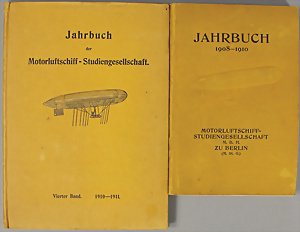 Jahrbuch
der
Motorluftschiff-Studiengesellschaft.
Vierter Band. 1910—1911.
JAHRBUCH
1908-1910
MOTORLUFTSCHIFF-
STUDIENGESELLSCHAFT
ZU BERLIN